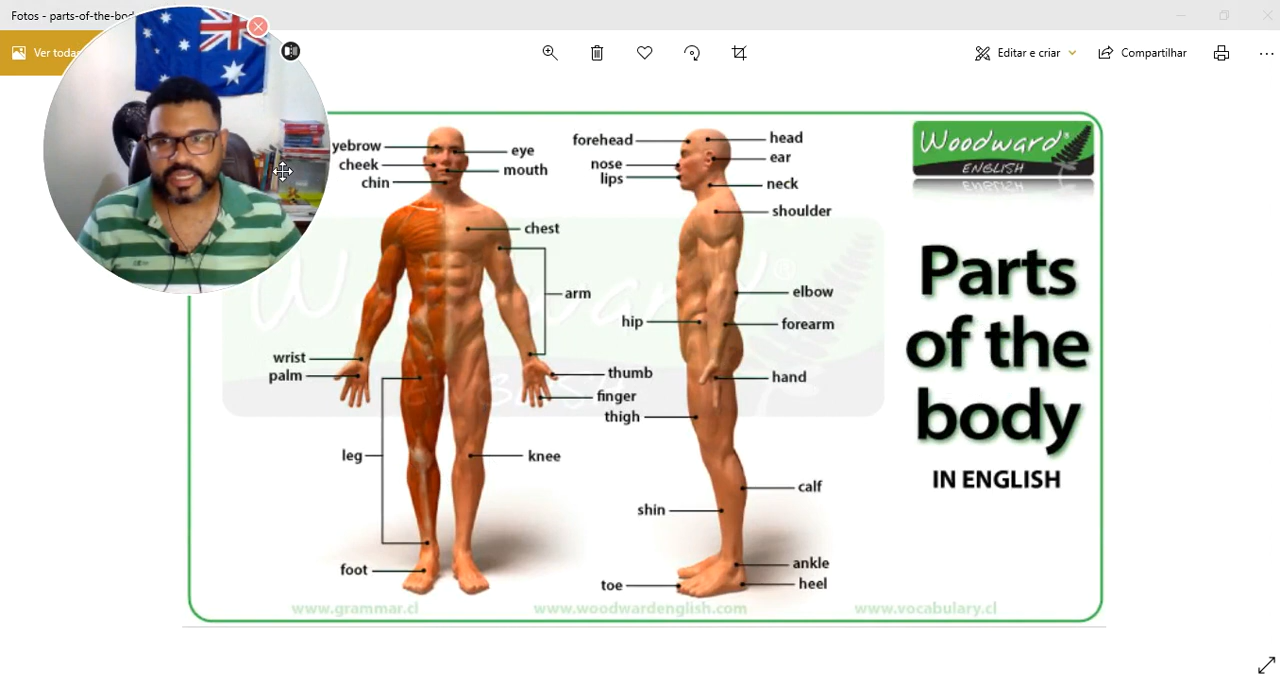 Fotos - parts-of-the-bod
Ver todas
Editar e criar
Compartilhar
yebrow
cheek
chin
eye
mouth
chest
arm
wrist
palm
thumb
finger
leg
knee
foot
forehead
nose
lips
head
ear
neck
shoulder
elbow
hip
forearm
hand
thigh
calf
shin
ankle
toe
heel
Woodward®
ENGLISH
Parts
of the
body
IN ENGLISH
Woodward®
ENGLISH
www.grammar.cl
www.woodwardenglish.com
www.vocabulary.cl